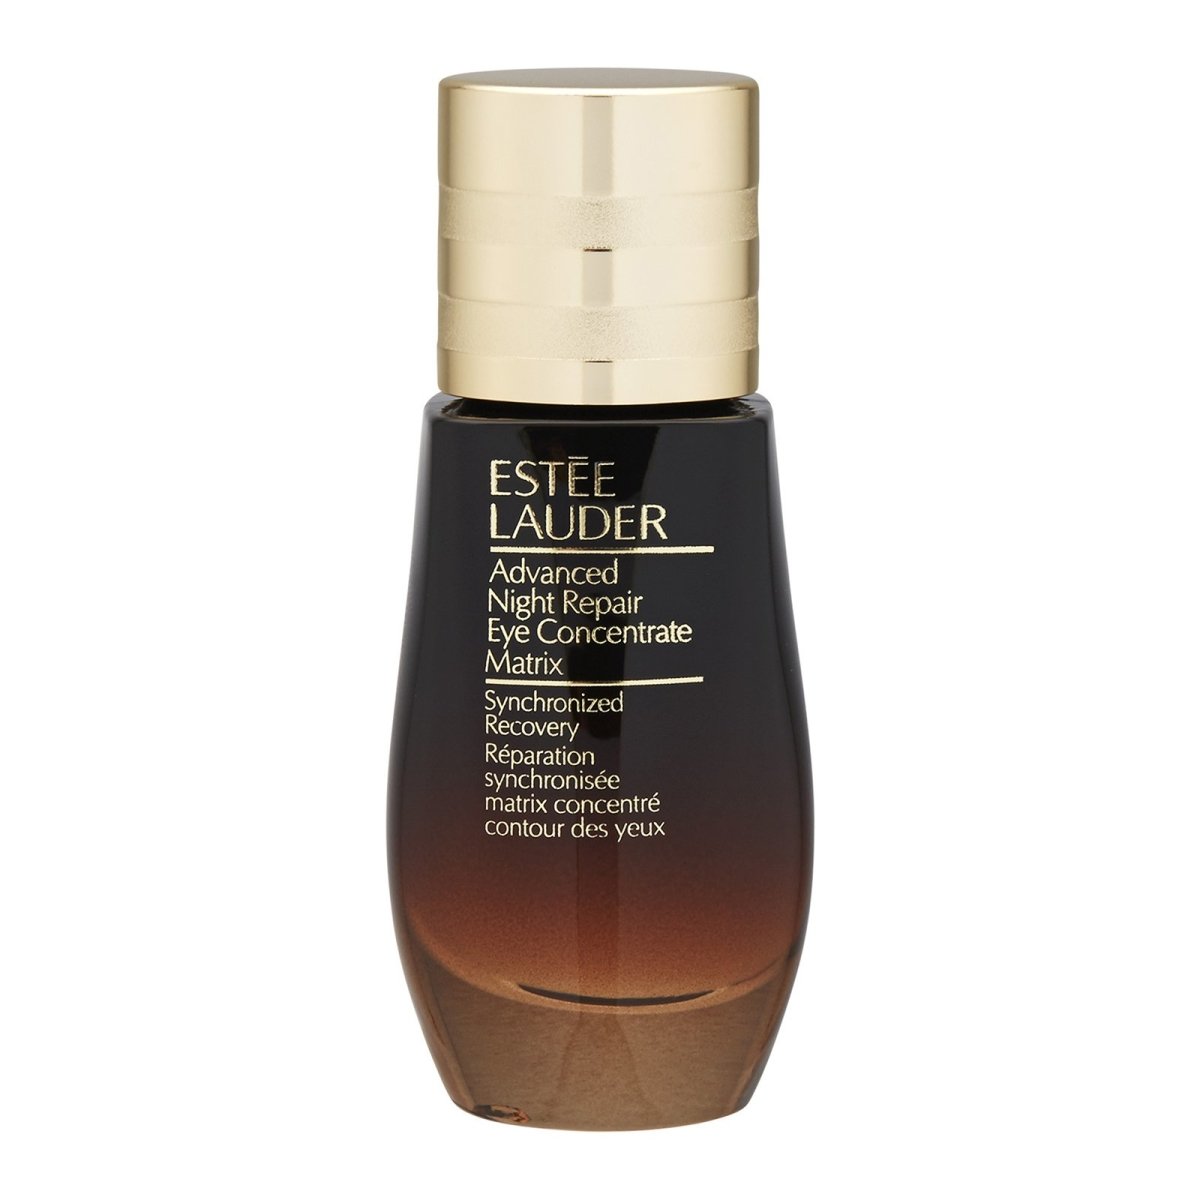 ESTĒE
LAUDER
Advanced
Night Repair
Eye Concentrate
Matrix
Synchronized
Recovery
Réparation
synchronisée
matrix concentré
contour des yeux